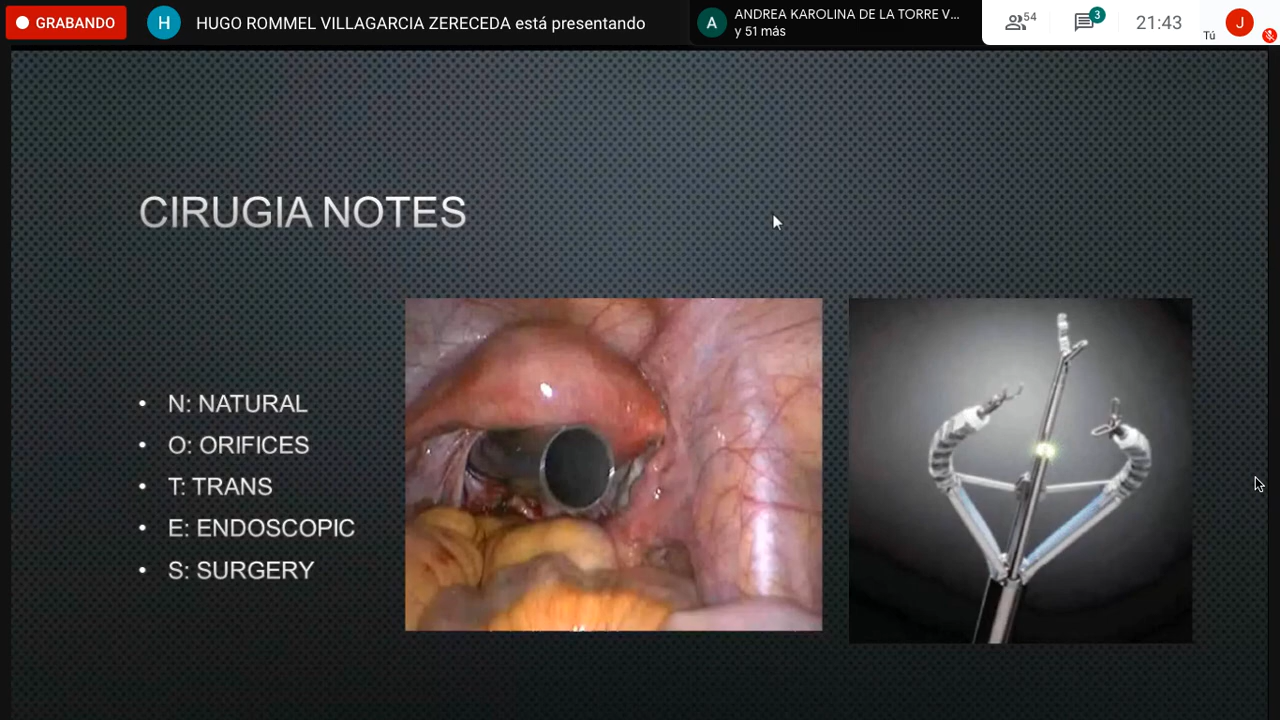 GRABANDO
H
HUGO ROMMEL VILLAGARCIA ZERECEDA está presentando
A
ANDREA KAROLINA DE LA TORRE V...
y 51 más
54
3
21:43
Tú
J
CIRUGIA NOTES
• N: NATURAL
• O: ORIFICES
• T: TRANS
• E: ENDOSCOPIC
• S: SURGERY